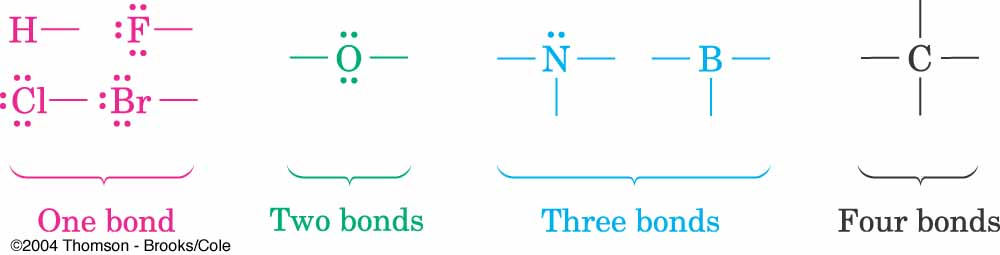 H F O N B C
Cl Br
One bond Two bonds Three bonds Four bonds
©2004 Thomson - Brooks/Cole